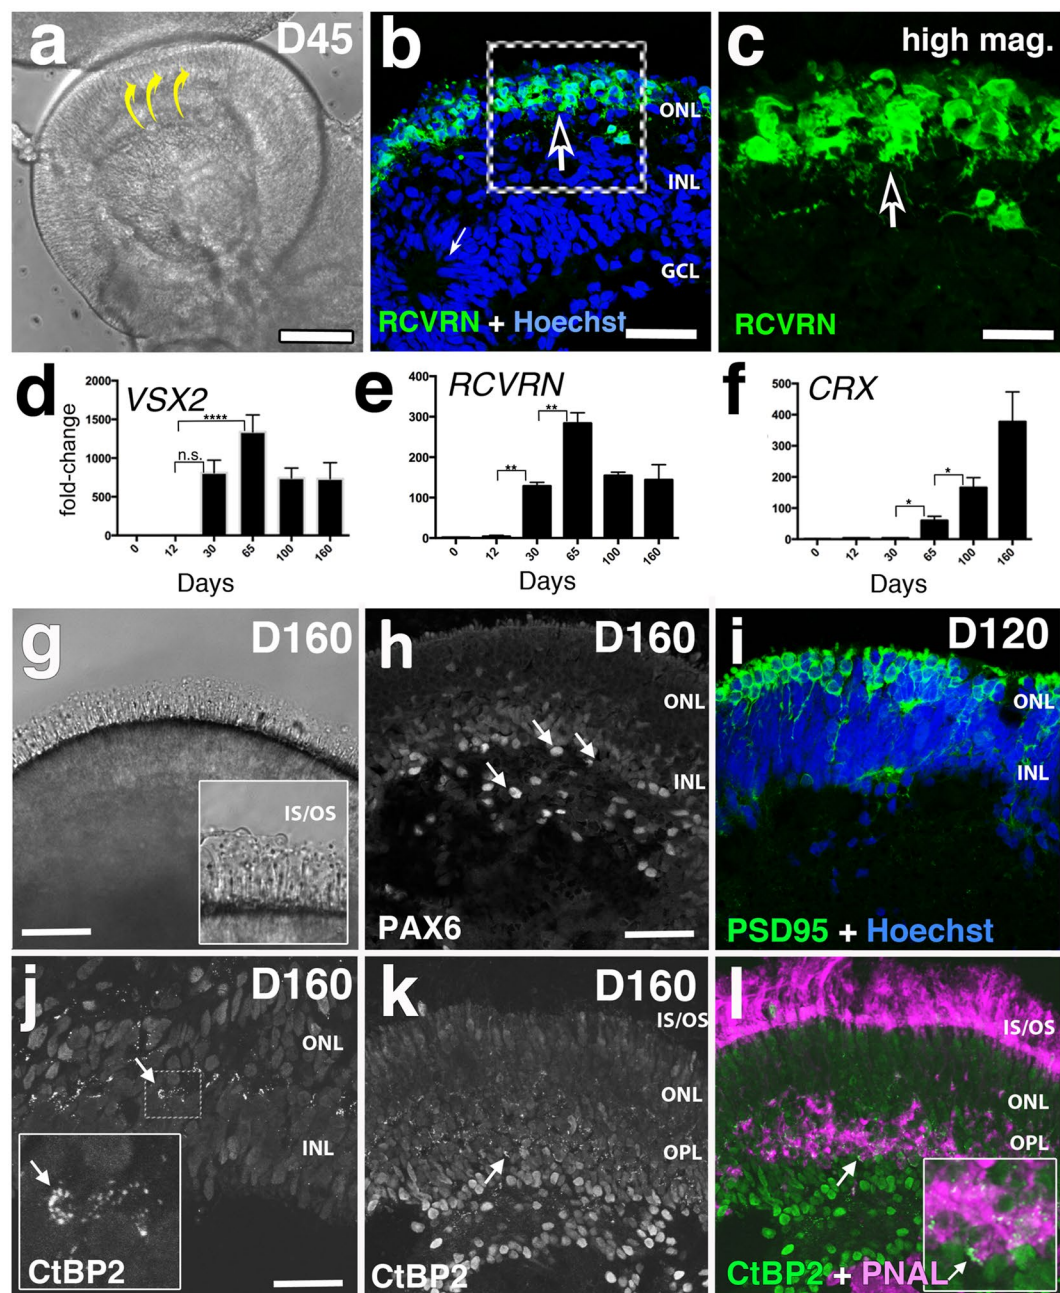 a
D45
b
ONL
INL
GCL
RCVRN + Hoechst
c
high mag.
RCVRN
d
VSX2
fold-change
2000
1500
1000
500
0
n.s.
****
0 12 30 65 100 160
Days
e
RCVRN
400
300
200
100
0
**
**
0 12 30 65 100 160
Days
f
CRX
500
400
300
200
100
0
*
*
0 12 30 65 100 160
Days
g
D160
IS/OS
h
D160
ONL
INL
PAX6
i
D120
ONL
INL
PSD95 + Hoechst
j
D160
ONL
INL
CtBP2
k
D160
IS/OS
ONL
OPL
CtBP2
l
IS/OS
ONL
OPL
CtBP2 + PNAL